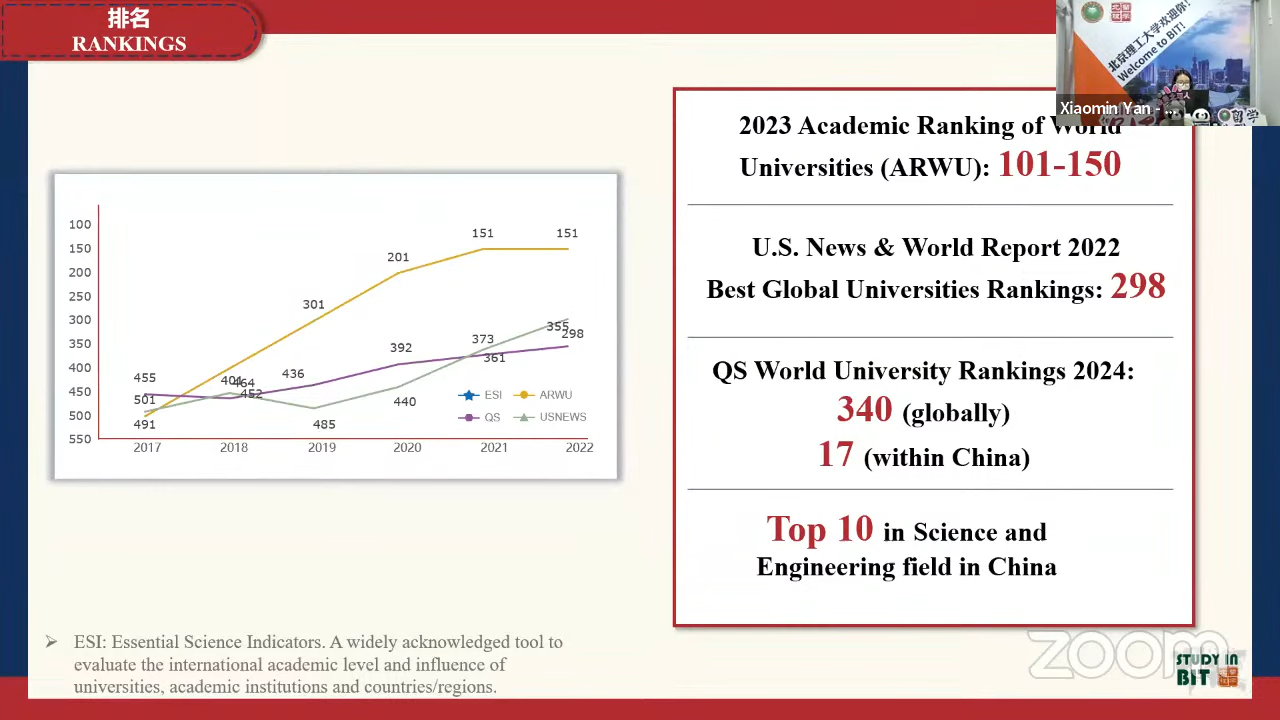 排名
RANKINGS
北京理工大学欢迎你!
Welcome to BIT!
Xiaomin Yan - ...
2023 Academic Ranking of World
Universities (ARWU): 101-150
U.S. News & World Report 2022
Best Global Universities Rankings: 298
QS World University Rankings 2024:
340 (globally)
17 (within China)
Top 10 in Science and
Engineering field in China
100
150
200
250
300
350
400
450
500
550
2017
2018
2019
2020
2021
2022
151
151
201
301
355
298
373
361
392
436
455
401
464
452
501
440
491
485
ESI
ARWU
QS
USNEWS
ESI: Essential Science Indicators. A widely acknowledged tool to
evaluate the international academic level and influence of
universities, academic institutions and countries/regions.
zoom
STUDY IN
BIT